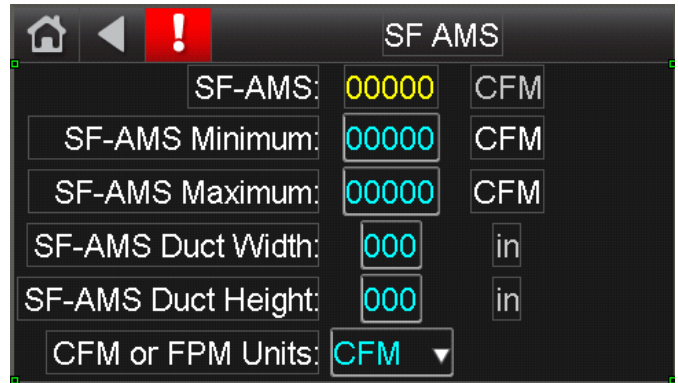 SF AMS
SF-AMS: 00000 CFM
SF-AMS Minimum: 00000 CFM
SF-AMS Maximum: 00000 CFM
SF-AMS Duct Width: 000 in
SF-AMS Duct Height: 000 in
CFM or FPM Units: CFM